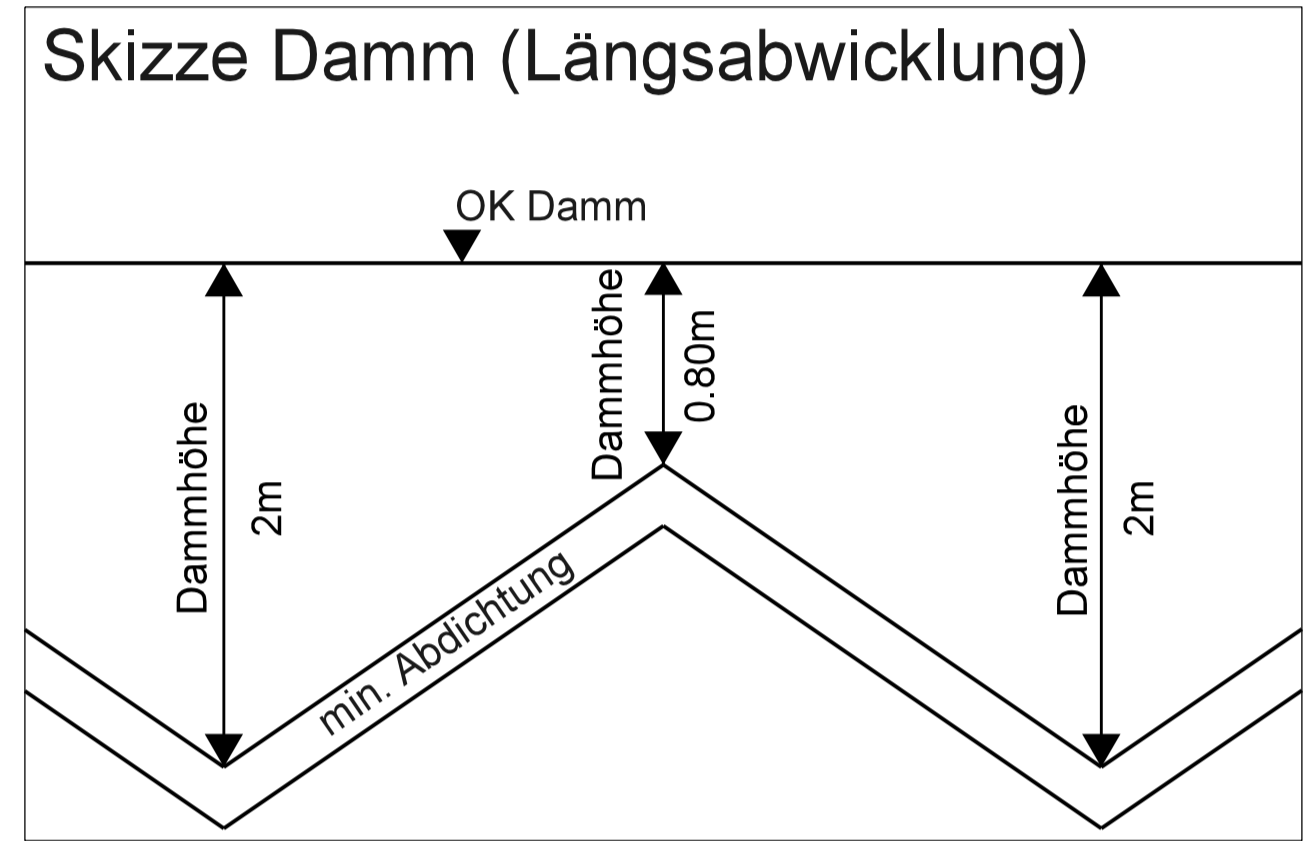 Skizze Damm (Längsabwicklung)
OK Damm
Dammhöhe
2m
min. Abdichtung
Dammhöhe
0.80m
Dammhöhe
2m